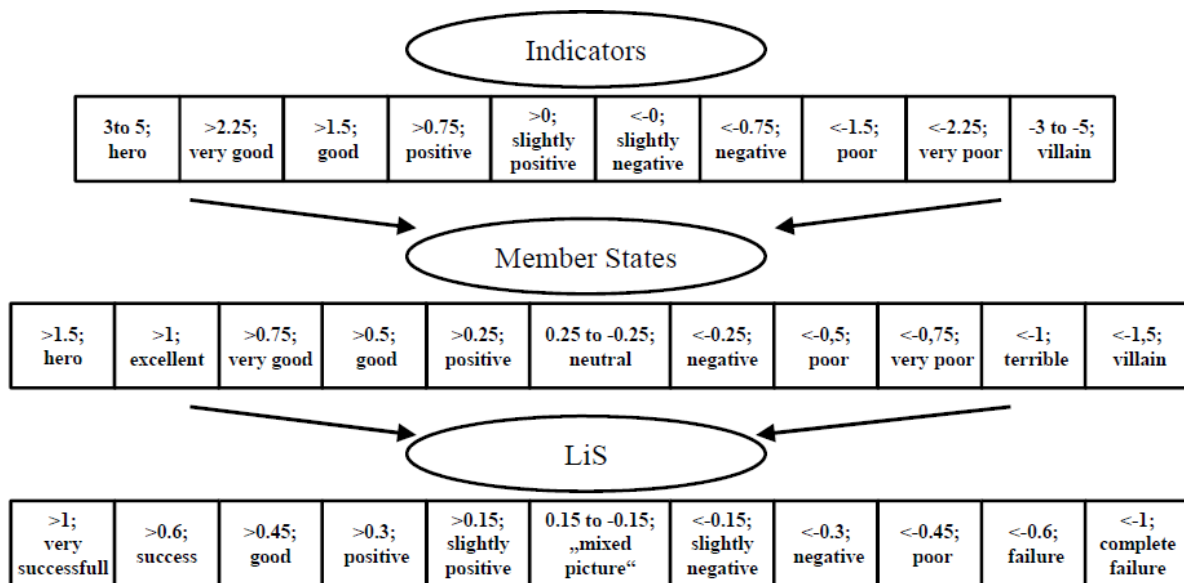 Indicators
3to 5;
hero
>2.25;
very good
>1.5;
good
>0.75;
positive
>0;
slightly
positive
<-0;
slightly
negative
<-0.75;
negative
<-1.5;
poor
<-2.25;
very poor
-3 to -5;
villain
Member States
>1.5;
hero
>1;
excellent
>0.75;
very good
>0.5;
good
>0.25;
positive
0.25 to -0.25;
neutral
<-0.25;
negative
<-0,5;
poor
<-0,75;
very poor
<-1;
terrible
<-1,5;
villain
LiS
>1;
very
successfull
>0.6;
success
>0.45;
good
>0.3;
positive
>0.15;
slightly
positive
0.15 to -0.15;
„mixed
picture“
<-0.15;
slightly
negative
<-0.3;
negative
<-0.45;
poor
<-0.6;
failure
<-1;
complete
failure